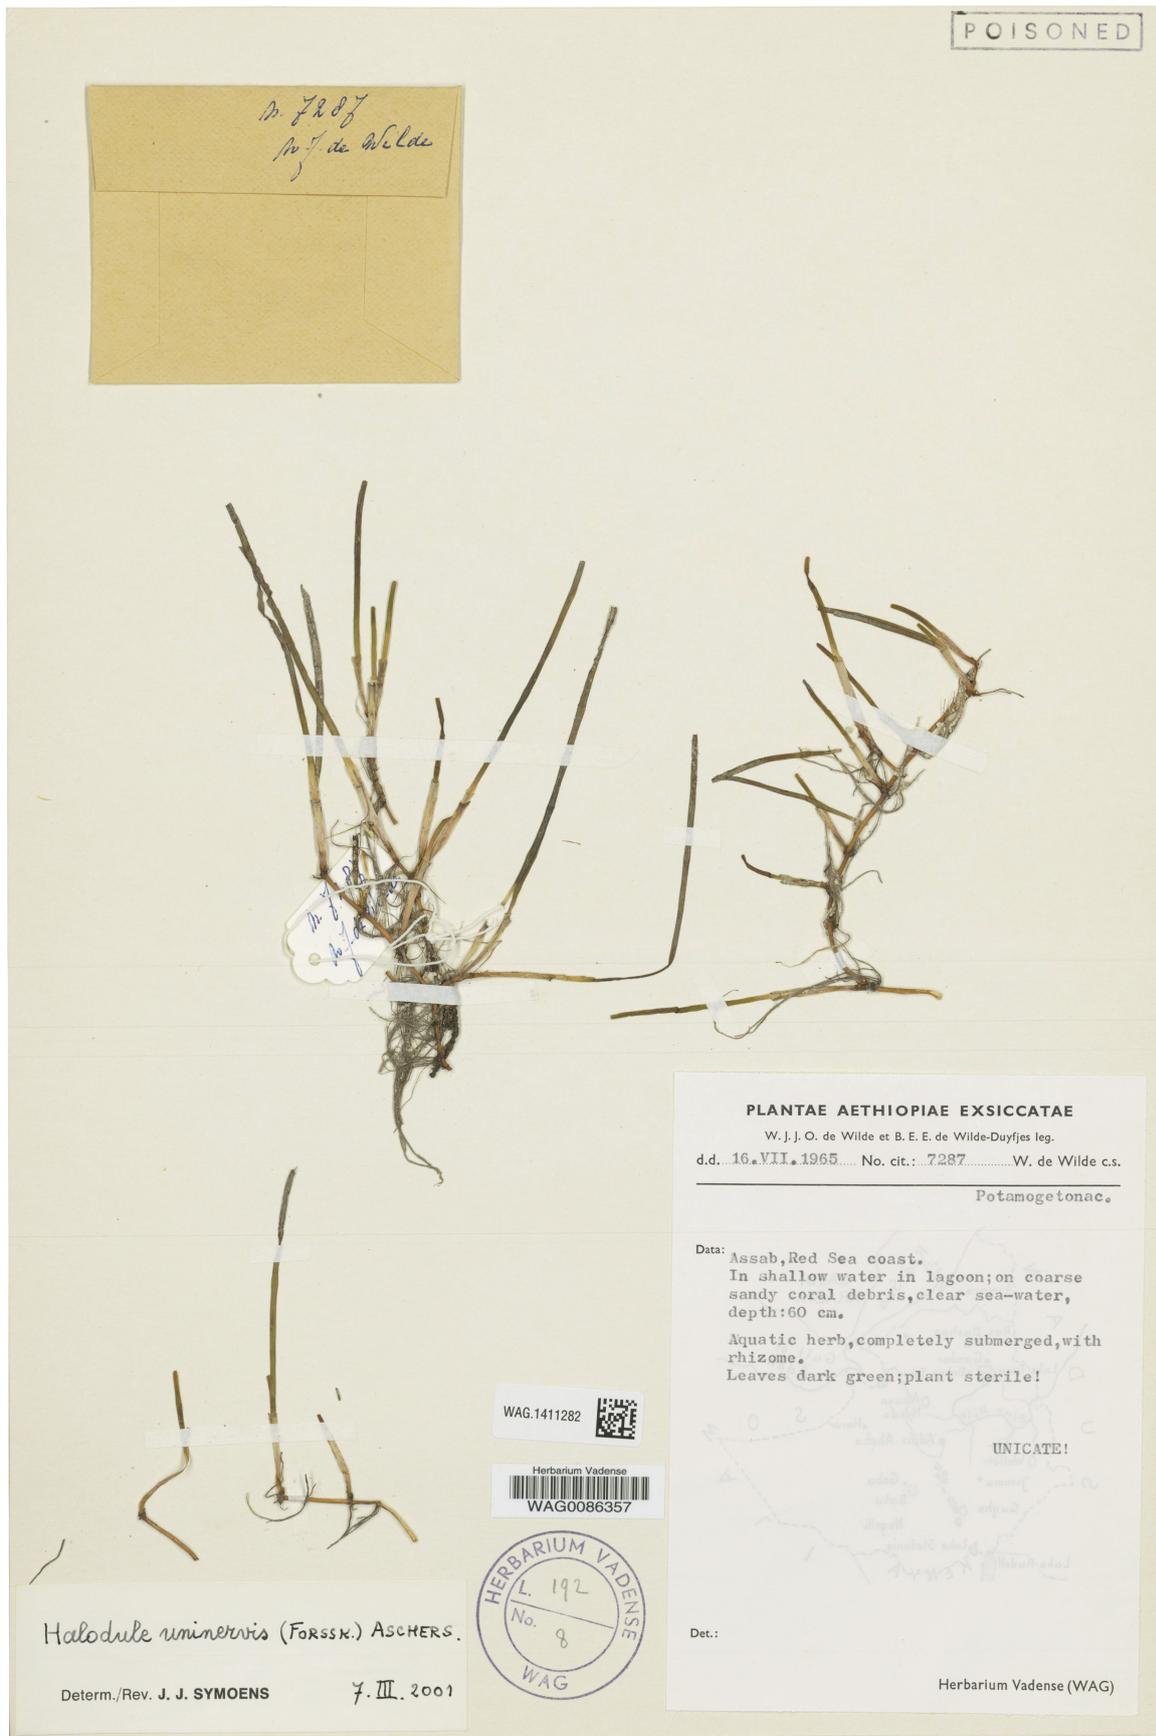 POISONED
n. 7287
W.J. de Wilde
n. 7287
W.J. de Wilde
PLANTAE AETHIOPIAE EXSICCATAE
W. J. J. O. de Wilde et B. E. E. de Wilde-Duyfjes leg.
d.d. 16.VII.1965 No. cit.: 7287 W. de Wilde c.s.
Potamogetonac.
Data: Assab,Red Sea coast.
In shallow water in lagoon;on coarse
sandy coral debris,clear sea-water,
depth:60 cm.
Aquatic herb,completely submerged,with
rhizome.
Leaves dark green;plant sterile!
UNICATE!
Det.:
Herbarium Vadense (WAG)
WAG.1411282
Herbarium Vadense
WAG0086357
HERBARIUM VADENSE
L. 192
No. 8
WAG
Halodule uninervis (FORSSK.) ASCHERS.
Determ./Rev. J. J. SYMOENS 7.III.2001